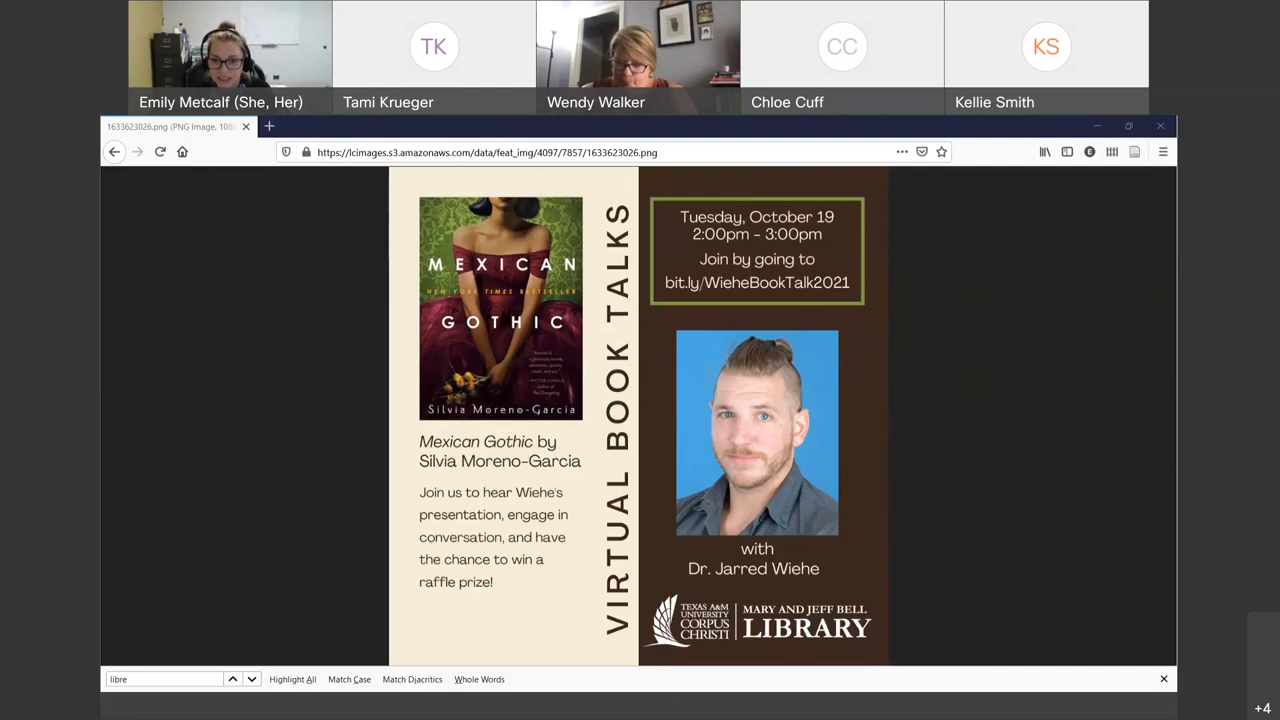 TK
CC
KS
Emily Metcalf (She, Her)
Tami Krueger
Wendy Walker
Chloe Cuff
Kellie Smith
1633623026.png (PNG Image, 1080
https://lcimages.s3.amazonaws.com/data/feat_img/4097/7857/1633623026.png
MEXICAN
NEW YORK TIMES BESTSELLER
GOTHIC
Silvia Moreno-Garcia
Mexican Gothic by
Silvia Moreno-Garcia
Join us to hear Wiehe's
presentation, engage in
conversation, and have
the chance to win a
raffle prize!
VIRTUAL BOOK TALKS
Tuesday, October 19
2:00pm - 3:00pm
Join by going to
bit.ly/WieheBookTalk2021
with
Dr. Jarred Wiehe
TEXAS A&M
UNIVERSITY
CORPUS
CHRISTI
MARY AND JEFF BELL
LIBRARY
libre
Highlight All
Match Case
Match Diacritics
Whole Words
+4